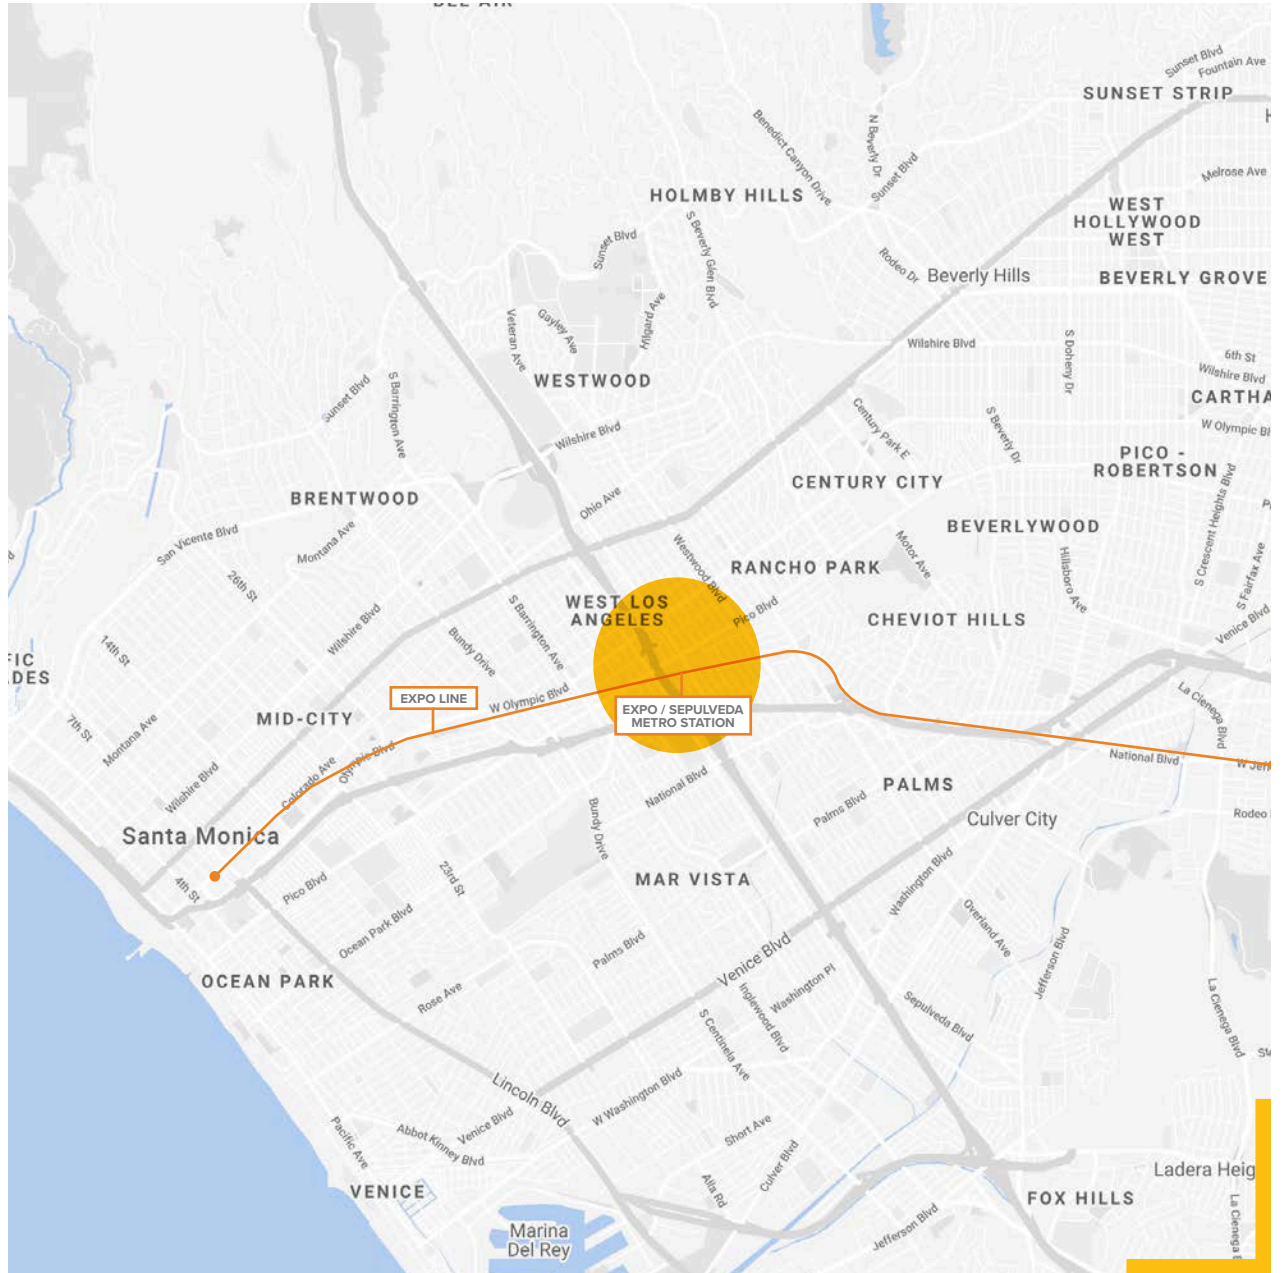 BEL AIR
Sunset Blvd
Fountain Ave
SUNSET STRIP
Benedict Canyon Drive
N Beverly Dr
Sunset Blvd
Melrose Ave
HOLMBY HILLS
WEST
HOLLYWOOD
WEST
S Beverly Glen Blvd
Sunset Blvd
Rodeo Dr
Beverly Hills
BEVERLY GROVE
Veteran Ave
Gayley Ave
Hilgard Ave
Wilshire Blvd
S Doheny Dr
6th St
Wilshire Blvd
WESTWOOD
CARTHA
Sunset Blvd
S Barrington Ave
Wilshire Blvd
Century Park E
S Beverly Dr
W Olympic Bl
PICO -
ROBERTSON
CENTURY CITY
BRENTWOOD
Ohio Ave
S Crescent Heights Blvd
BEVERLYWOOD
San Vicente Blvd
Montana Ave
Westwood Blvd
RANCHO PARK
Motor Ave
Hillsboro Ave
S Fairfax Ave
26th St
Wilshire Blvd
S Barrington Ave
WEST LOS
ANGELES
Pico Blvd
CHEVIOT HILLS
Venice Blvd
14th St
Bundy Drive
FIC
DES
EXPO LINE
W Olympic Blvd
EXPO / SEPULVEDA
METRO STATION
La Cienega Blvd
7th St
Montana Ave
MID-CITY
Olympic Blvd
Colorado Ave
National Blvd
W Jeff
Wilshire Blvd
National Blvd
PALMS
Palms Blvd
Culver City
Rodeo
Santa Monica
Bundy Drive
4th St
Pico Blvd
23rd St
MAR VISTA
Washington Blvd
Ocean Park Blvd
Overland Ave
Palms Blvd
Venice Blvd
Jefferson Blvd
OCEAN PARK
Rose Ave
Washington Pl
Inglewood Blvd
S Centinela Ave
Sepulveda Blvd
La Cienega Blvd
Lincoln Blvd
W Washington Blvd
Pacific Ave
Abbot Kinney Blvd
Venice Blvd
Short Ave
Culver Blvd
Alla Rd
VENICE
Ladera Heig
FOX HILLS
Marina
Del Rey
Jefferson Blvd
La Cienega